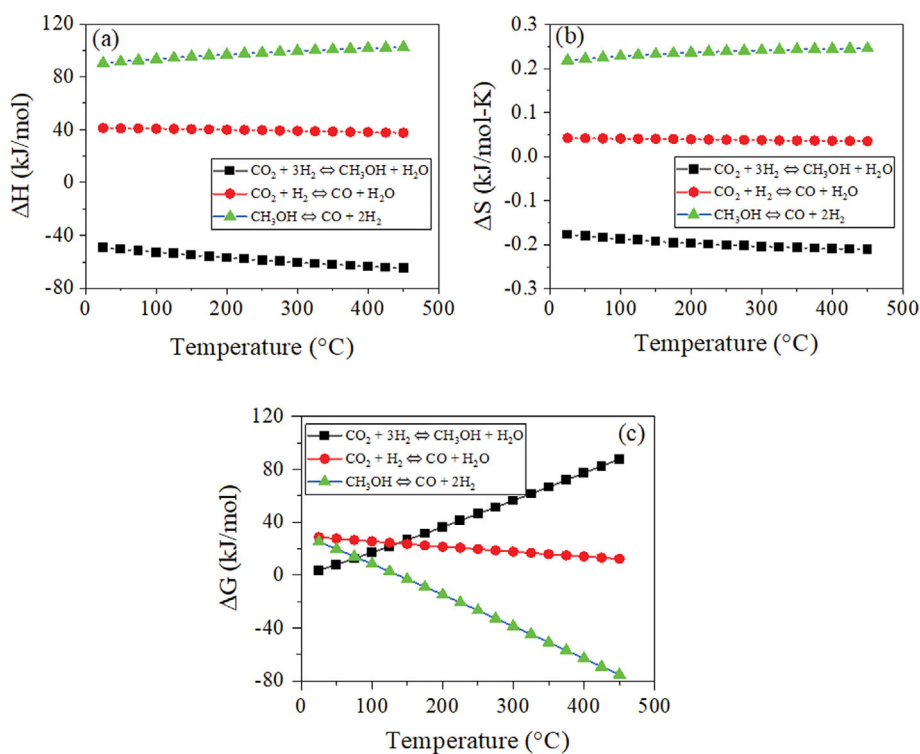 (a)
ΔH (kJ/mol)
120
80
40
0
-40
-80
CO₂ + 3H₂ ⇔ CH₃OH + H₂O
CO₂ + H₂ ⇔ CO + H₂O
CH₃OH ⇔ CO + 2H₂
0 100 200 300 400 500
Temperature (°C)
(b)
ΔS (kJ/mol-K)
0.3
0.2
0.1
0.0
-0.1
-0.2
-0.3
CO₂ + 3H₂ ⇔ CH₃OH + H₂O
CO₂ + H₂ ⇔ CO + H₂O
CH₃OH ⇔ CO + 2H₂
0 100 200 300 400 500
Temperature (°C)
(c)
ΔG (kJ/mol)
120
80
40
0
-40
-80
CO₂ + 3H₂ ⇔ CH₃OH + H₂O
CO₂ + H₂ ⇔ CO + H₂O
CH₃OH ⇔ CO + 2H₂
0 100 200 300 400 500
Temperature (°C)